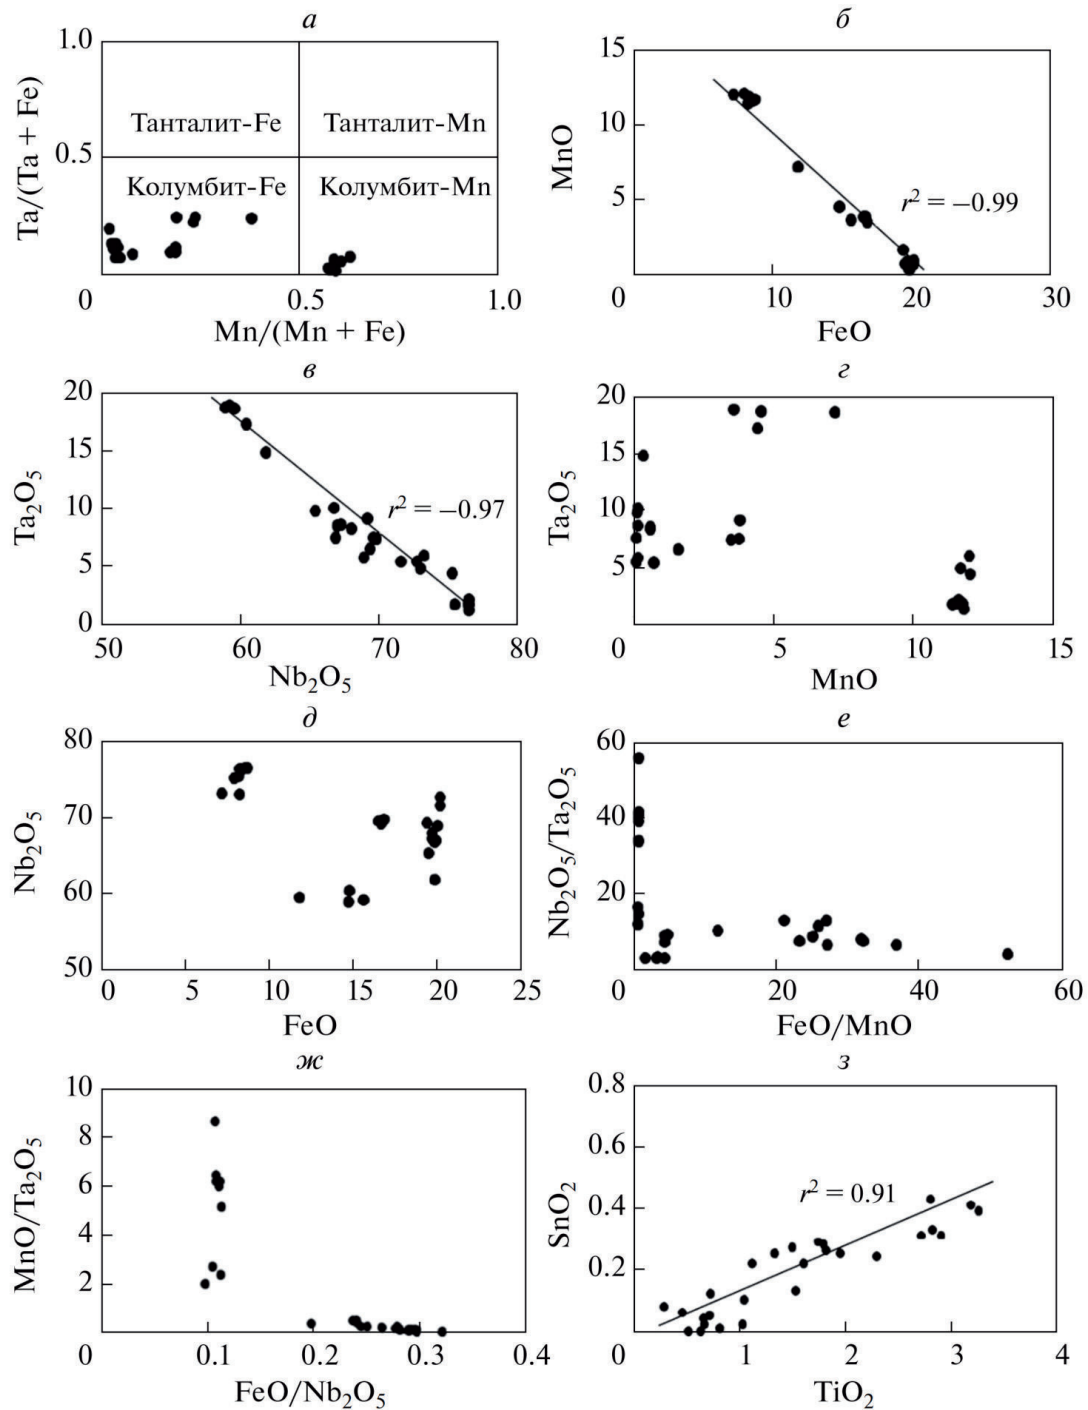 а
1.0
0.5
0
0.5
1.0
Ta/(Ta + Fe)
Танталит-Fe
Танталит-Mn
Колумбит-Fe
Колумбит-Mn
Mn/(Mn + Fe)
б
15
10
5
0
10
20
30
MnO
r² = –0.99
FeO
в
20
15
10
5
0
50
60
70
80
Ta₂O₅
r² = –0.97
Nb₂O₅
г
20
15
10
5
0
5
10
15
Ta₂O₅
MnO
д
80
70
60
50
0
5
10
15
20
25
Nb₂O₅
FeO
е
60
40
20
0
20
40
60
Nb₂O₅/Ta₂O₅
FeO/MnO
ж
10
8
6
4
2
0
0.1
0.2
0.3
0.4
MnO/Ta₂O₅
FeO/Nb₂O₅
з
0.8
0.6
0.4
0.2
0
1
2
3
4
SnO₂
r² = 0.91
TiO₂